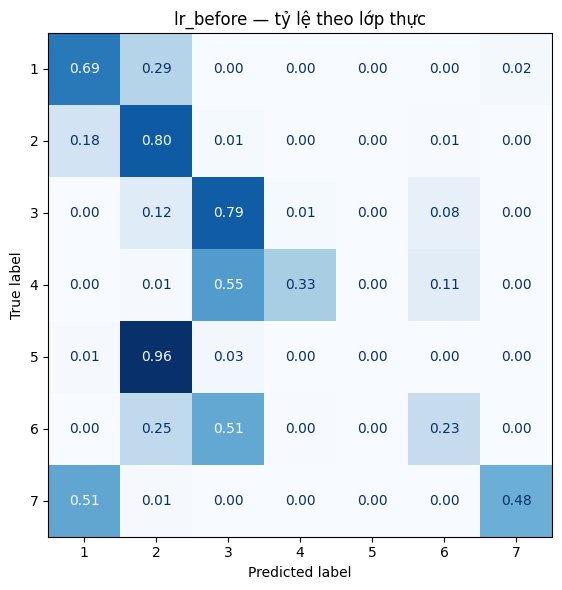 lr_before — tỷ lệ theo lớp thực
1 0.69 0.29 0.00 0.00 0.00 0.00 0.02
2 0.18 0.80 0.01 0.00 0.00 0.01 0.00
3 0.00 0.12 0.79 0.01 0.00 0.08 0.00
4 0.00 0.01 0.55 0.33 0.00 0.11 0.00
5 0.01 0.96 0.03 0.00 0.00 0.00 0.00
6 0.00 0.25 0.51 0.00 0.00 0.23 0.00
7 0.51 0.01 0.00 0.00 0.00 0.00 0.48
True label
1 2 3 4 5 6 7
Predicted label